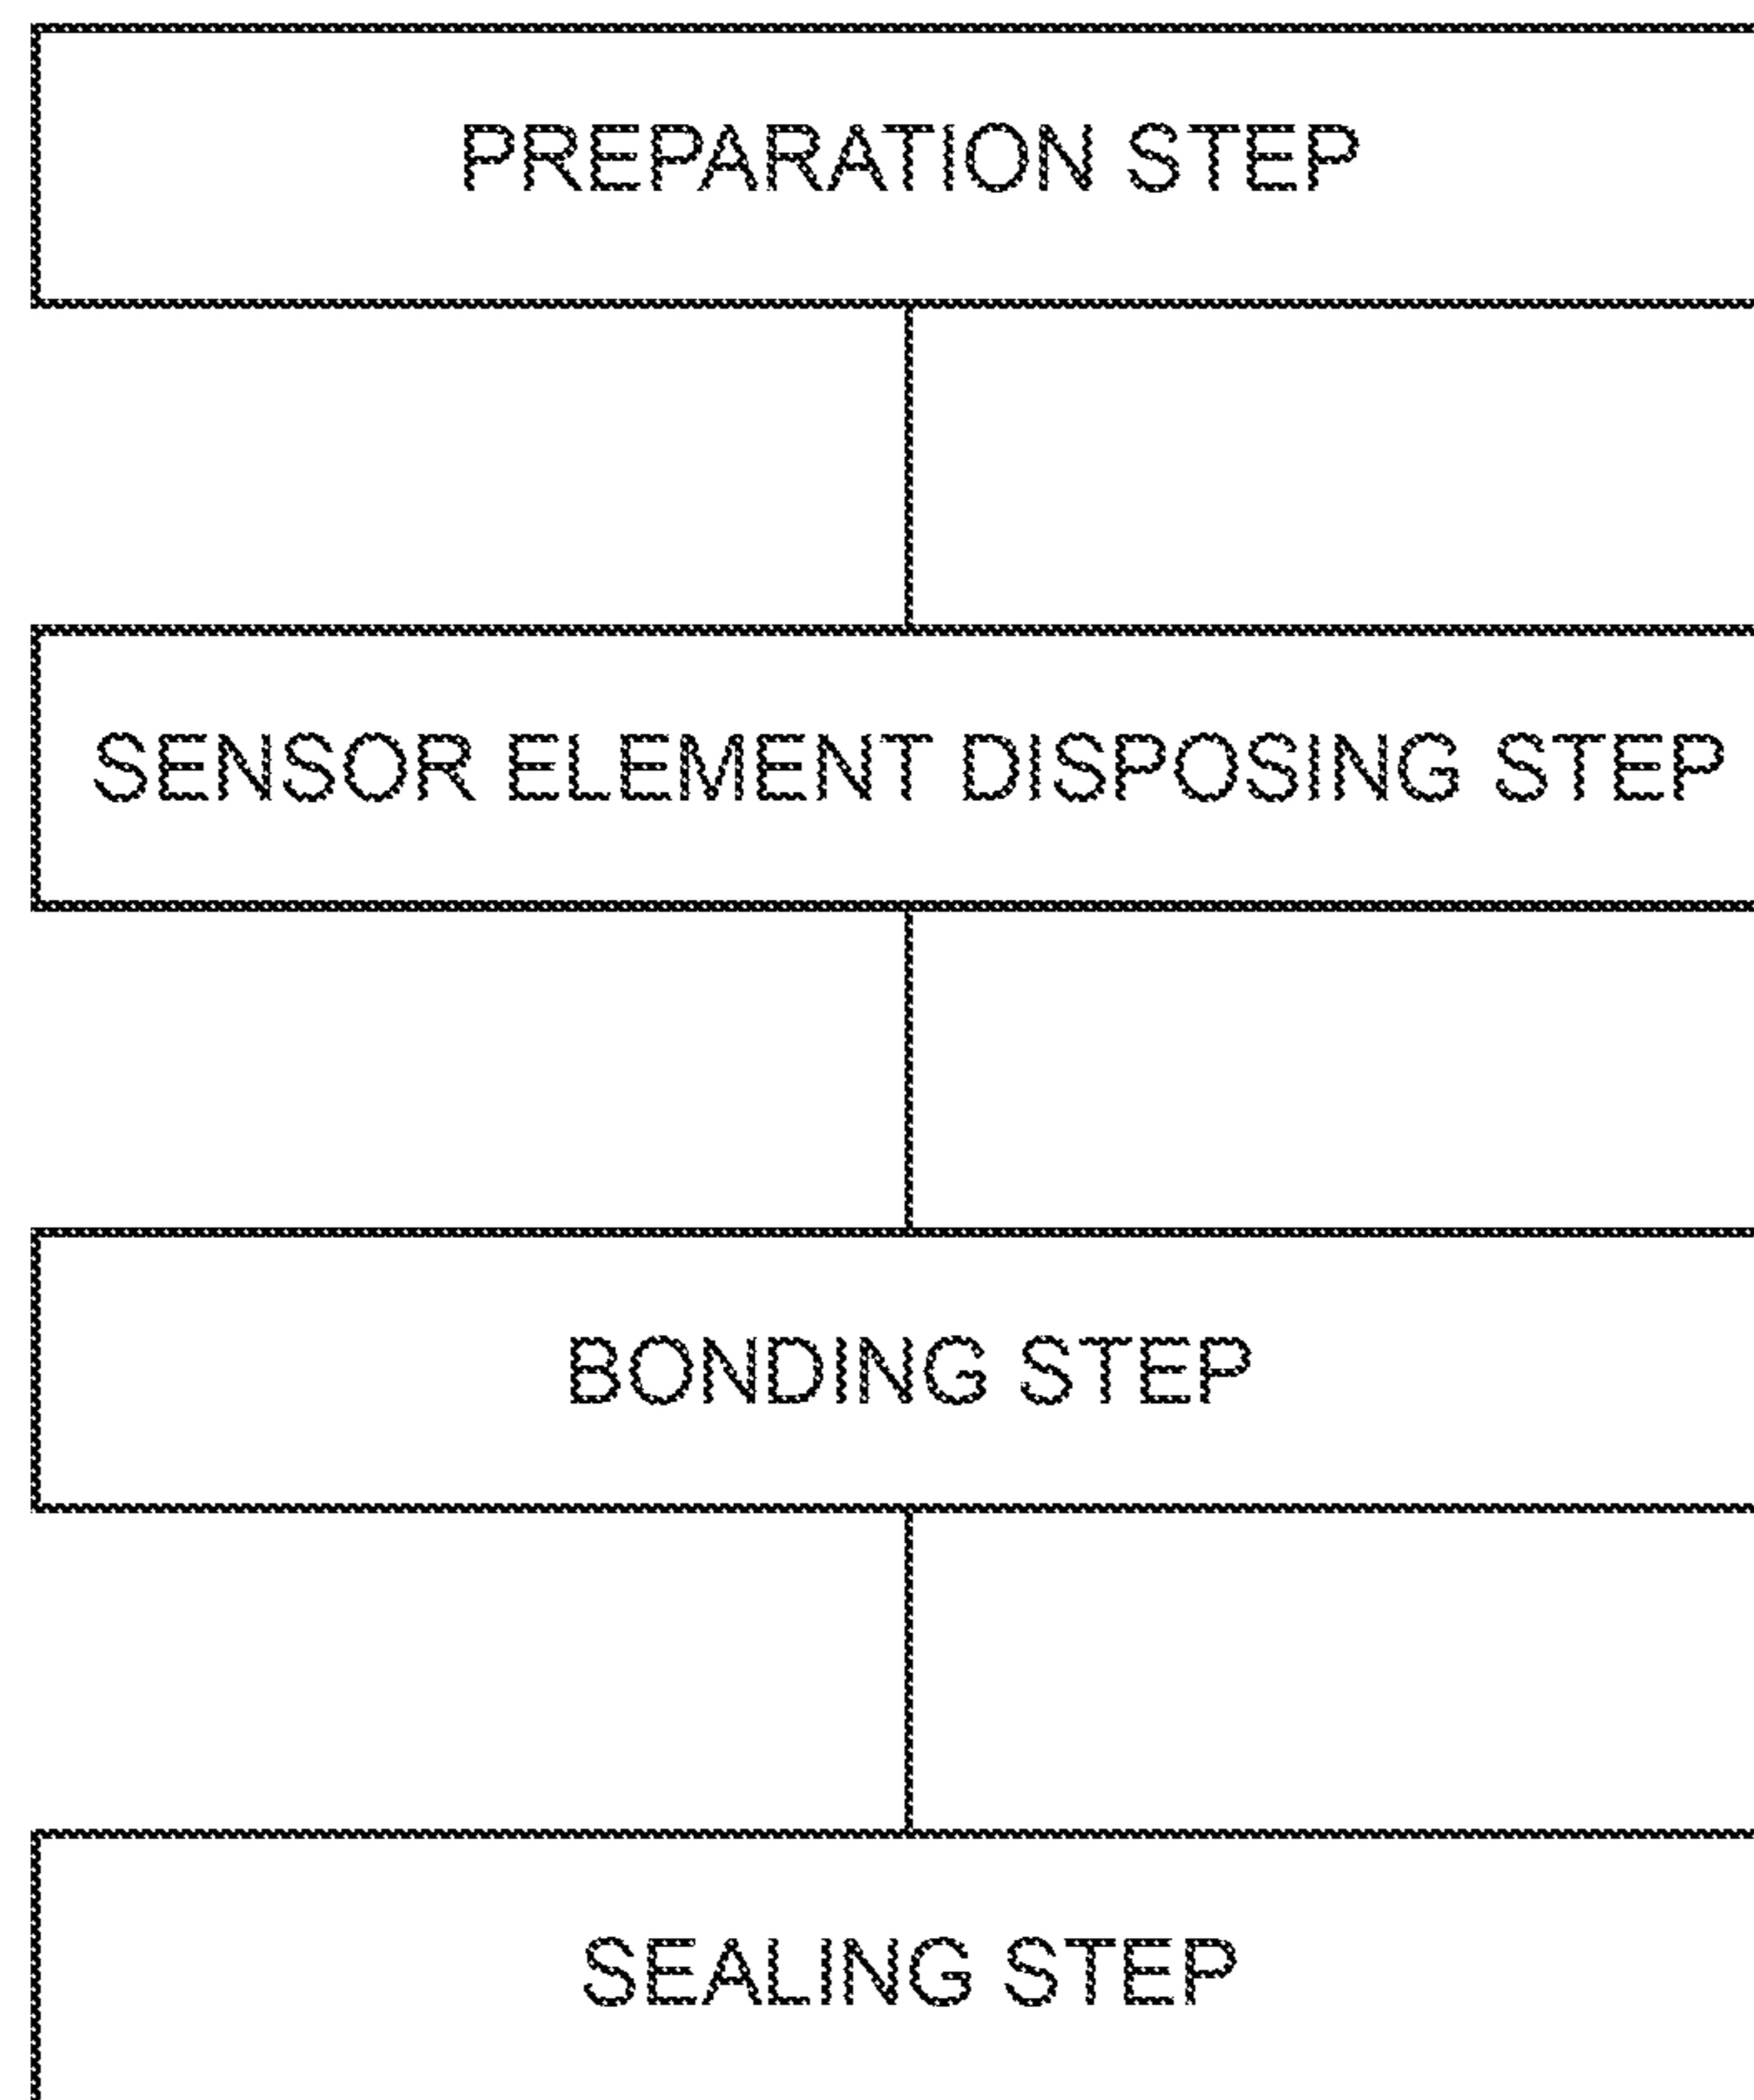 PREPARATION STEP
SENSOR ELEMENT DISPOSING STEP
BONDING STEP
SEALING STEP